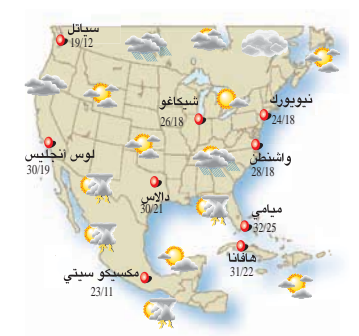 سياتل
19/12
شيكاغو
26/18
نيويورك
24/18
لوس أنجليس
30/19
واشنطن
28/18
دالاس
30/21
ميامي
32/25
هافانا
31/22
مكسيكو سيتي
23/11